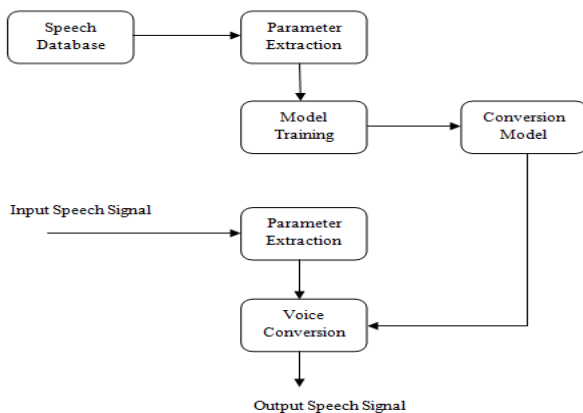 Speech
Database
Parameter
Extraction
Model
Training
Conversion
Model
Input Speech Signal
Parameter
Extraction
Voice
Conversion
Output Speech Signal